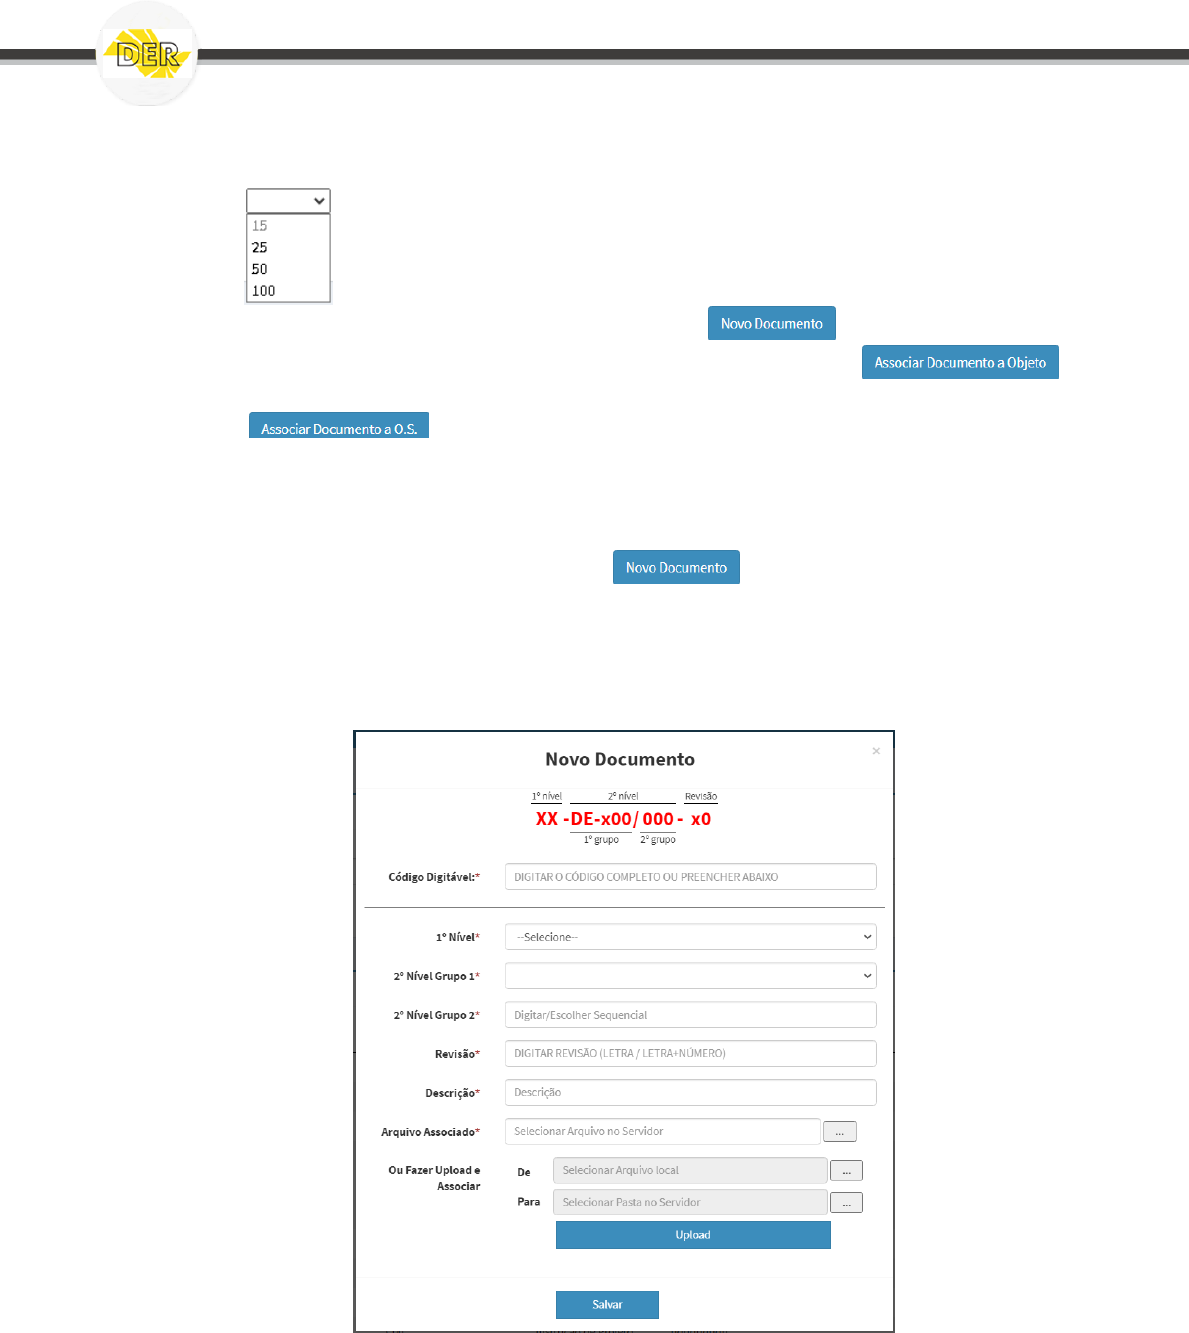 DER
15
25
50
100
Novo Documento
Associar Documento a Objeto
Associar Documento a O.S.
Novo Documento
Novo Documento ×
1º nível 2º nível Revisão
XX -DE-x00/ 000 - x0
1º grupo 2º grupo
Código Digitável:* DIGITAR O CÓDIGO COMPLETO OU PREENCHER ABAIXO
1º Nível* --Selecione--
2º Nível Grupo 1*
2º Nível Grupo 2* Digitar/Escolher Sequencial
Revisão* DIGITAR REVISÃO (LETRA / LETRA+NÚMERO)
Descrição* Descrição
Arquivo Associado* Selecionar Arquivo no Servidor ...
Ou Fazer Upload e Associar
De Selecionar Arquivo local ...
Para Selecionar Pasta no Servidor ...
Upload
Salvar